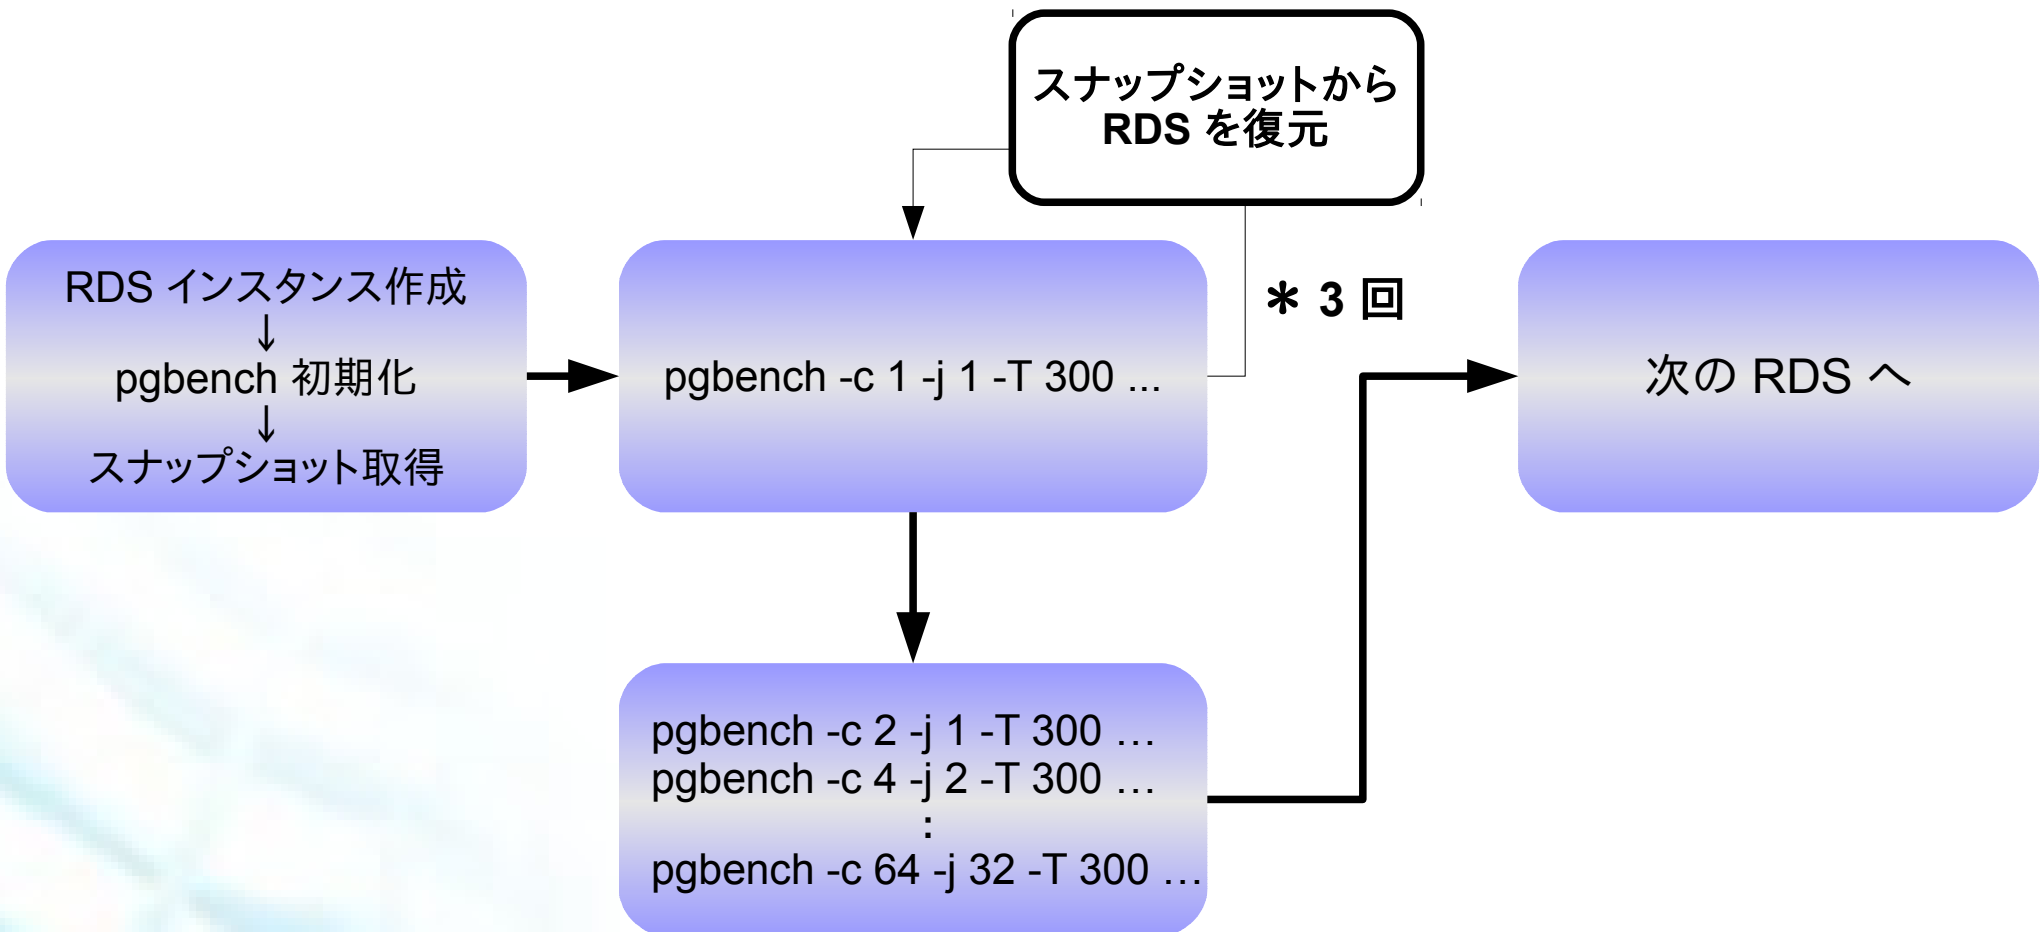 スナップショットから
RDS を復元
RDS インスタンス作成
↓
pgbench 初期化
↓
スナップショット取得
pgbench -c 1 -j 1 -T 300 ...
＊ 3 回
次の RDS へ
pgbench -c 2 -j 1 -T 300 …
pgbench -c 4 -j 2 -T 300 …
:
pgbench -c 64 -j 32 -T 300 …